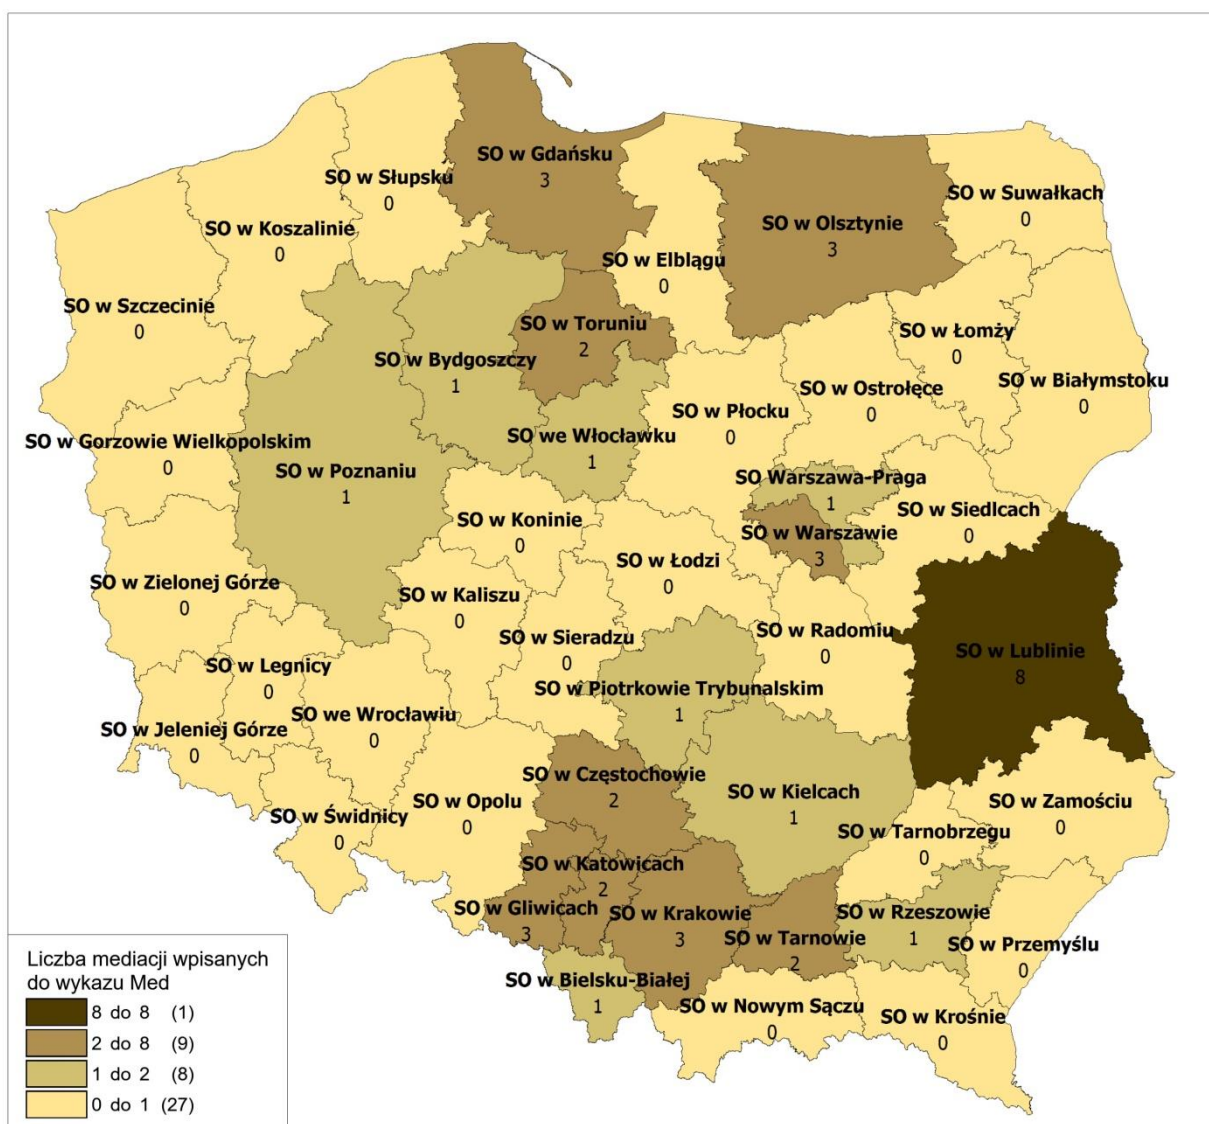 SO w Gdańsku
3
SO w Słupsku
0
SO w Suwałkach
0
SO w Koszalinie
0
SO w Olsztynie
3
SO w Elblągu
0
SO w Szczecinie
0
SO w Toruniu
2
SO w Łomży
0
SO w Bydgoszczy
1
SO w Ostrołęce
0
SO w Białymstoku
0
SO w Płocku
0
SO w Gorzowie Wielkopolskim
0
SO we Włocławku
1
SO w Poznaniu
1
SO Warszawa-Praga
1
SO w Siedlcach
0
SO w Koninie
0
SO w Warszawie
3
SO w Łodzi
0
SO w Zielonej Górze
0
SO w Kaliszu
0
SO w Radomiu
0
SO w Sieradzu
0
SO w Lublinie
8
SO w Legnicy
0
SO w Piotrkowie Trybunalskim
1
SO we Wrocławiu
0
SO w Jeleniej Górze
0
SO w Częstochowie
2
SO w Kielcach
1
SO w Opolu
0
SO w Zamościu
0
SO w Świdnicy
0
SO w Tarnobrzegu
0
SO w Katowicach
2
SO w Gliwicach
3
SO w Krakowie
3
SO w Rzeszowie
1
SO w Tarnowie
2
SO w Przemyślu
0
SO w Bielsku-Białej
1
SO w Nowym Sączu
0
SO w Krośnie
0
Liczba mediacji wpisanych
do wykazu Med
8 do 8 (1)
2 do 8 (9)
1 do 2 (8)
0 do 1 (27)